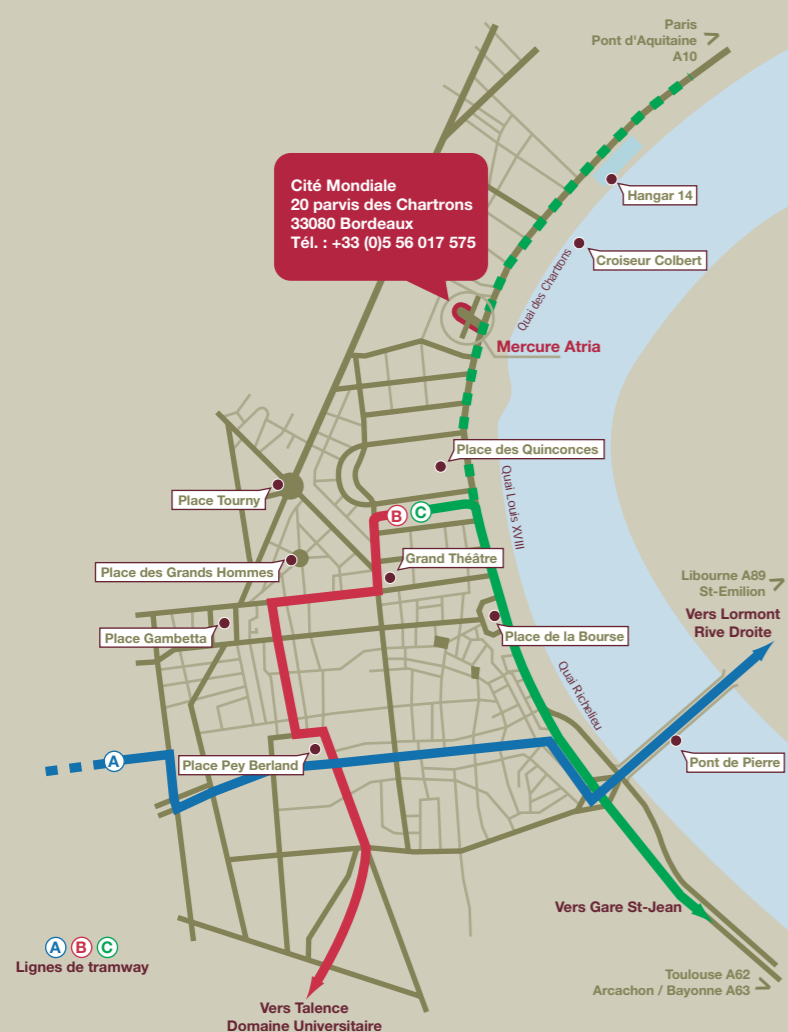 Paris
Pont d'Aquitaine
A10
Cité Mondiale
20 parvis des Chartrons
33080 Bordeaux
Tél. : +33 (0)5 56 017 575
Hangar 14
Croiseur Colbert
Quai des Chartrons
Mercure Atria
Place des Quinconces
Quai Louis XVIII
Place Tourny
B
C
Grand Théâtre
Place des Grands Hommes
Libourne A89
St-Emilion
Vers Lormont
Rive Droite
Place Gambetta
Place de la Bourse
Quai Richelieu
Pont de Pierre
A
Place Pey Berland
Vers Gare St-Jean
A B C
Lignes de tramway
Toulouse A62
Arcachon / Bayonne A63
Vers Talence
Domaine Universitaire